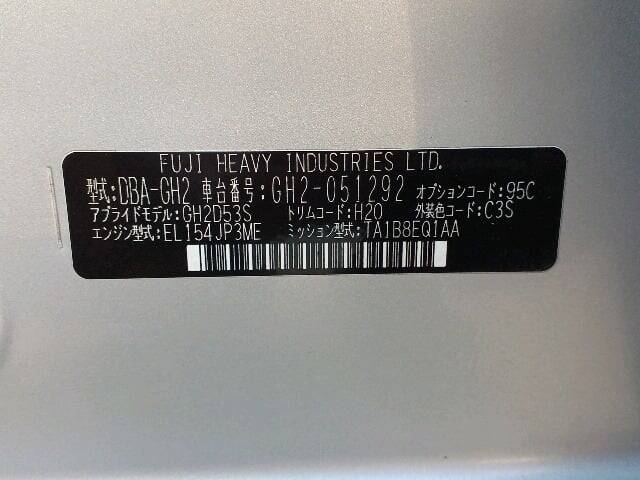 FUJI HEAVY INDUSTRIES LTD.
型式:DBA-GH2 車台番号:GH2-051292 オプションコード:95C
アプライドモデル:GH2D53S トリムコード:H20 外装色コード:C3S
エンジン型式:EL154JP3ME ミッション型式:TA1B8EQ1AA